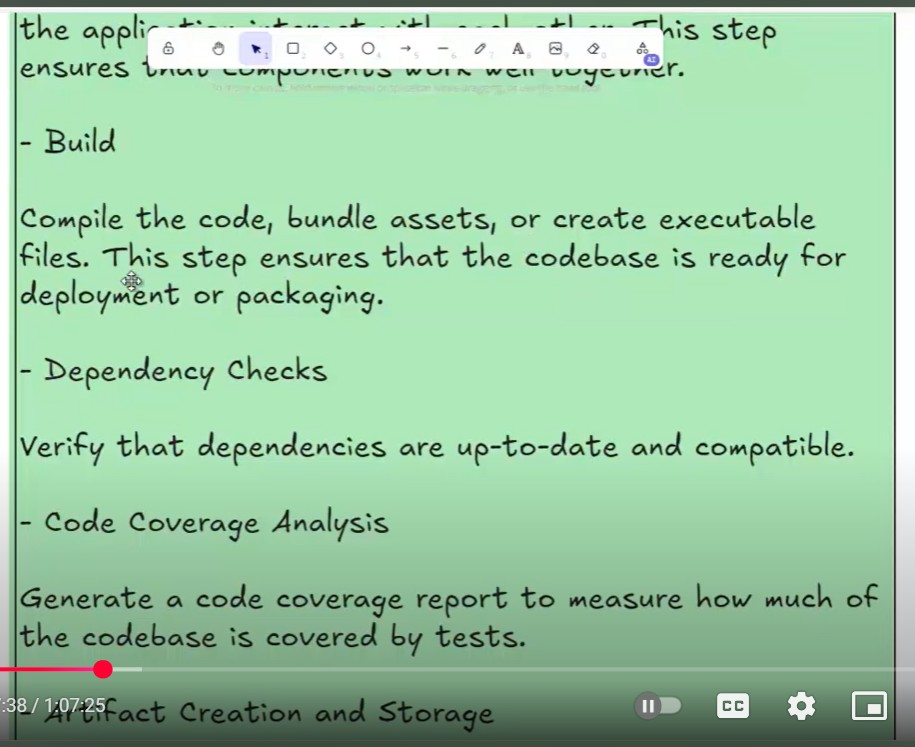 the application interact with each other. This step
ensures that components work well together.
- Build
Compile the code, bundle assets, or create executable
files. This step ensures that the codebase is ready for
deployment or packaging.
- Dependency Checks
Verify that dependencies are up-to-date and compatible.
- Code Coverage Analysis
Generate a code coverage report to measure how much of
the codebase is covered by tests.
:38 / 1:07:25
- Artifact Creation and Storage
CC
AI